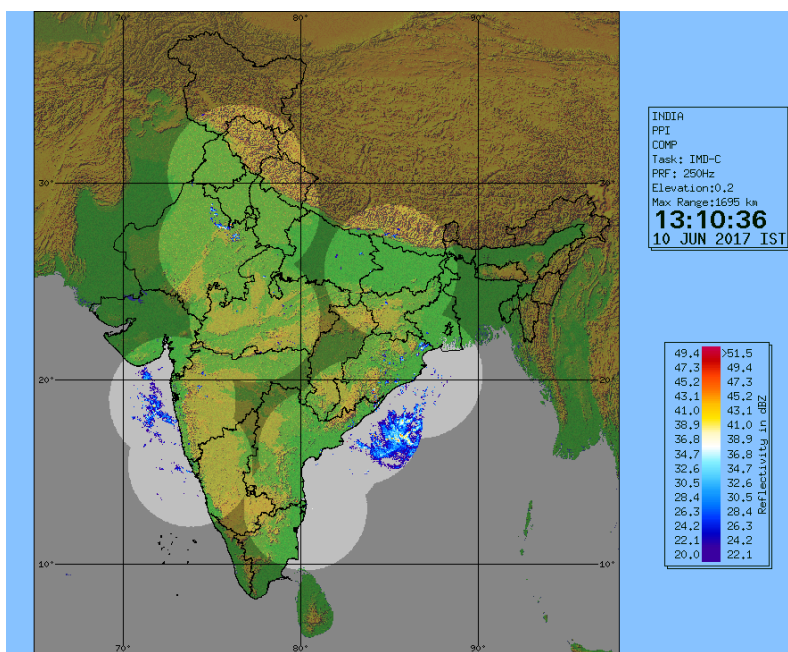 70° 80° 90°
30° 30°
20° 20°
10° 10°
70° 80° 90°
INDIA
PPI
COMP
Task: IMD-C
PRF: 250Hz
Elevation:0.2
Max Range:1695 km
13:10:36
10 JUN 2017 IST
49.4 >51.5
47.3 49.4
45.2 47.3
43.1 45.2
41.0 43.1
38.9 41.0
36.8 38.9
34.7 36.8
32.6 34.7
30.5 32.6
28.4 30.5
26.3 28.4
24.2 26.3
22.1 24.2
20.0 22.1
Reflectivity in dBZ